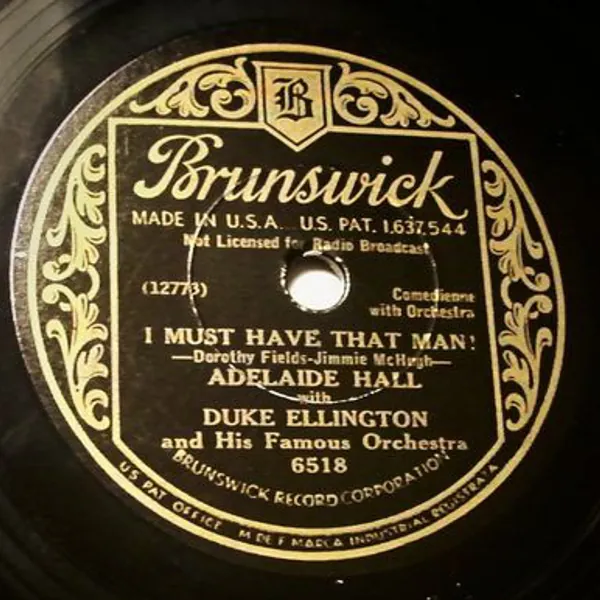 B
Brunswick
MADE IN U.S.A. U.S. PAT. 1,637,544
Not Licensed for Radio Broadcast
(12773)
Comedienne
with Orchestra
I MUST HAVE THAT MAN!
—Dorothy Fields-Jimmie McHugh—
ADELAIDE HALL
with
DUKE ELLINGTON
and His Famous Orchestra
6518
BRUNSWICK RECORD CORPORATION
U S PAT OFFICE M DE F MARCA INDUSTRIAL REGISTRATA